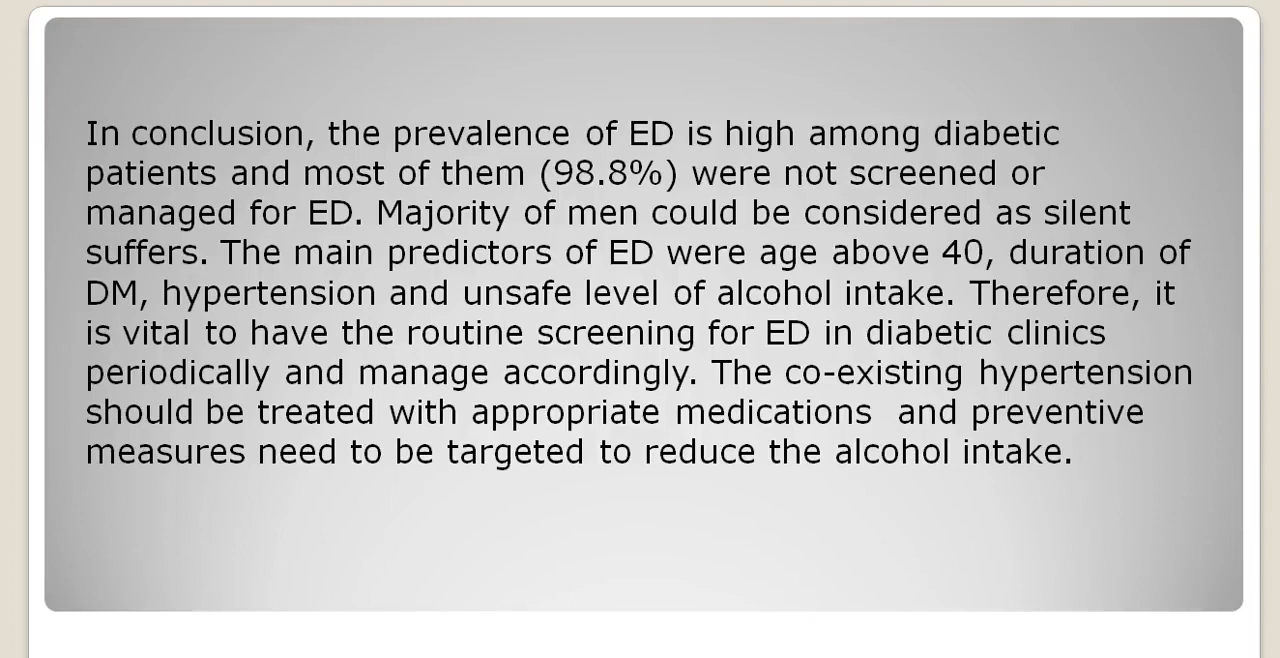 In conclusion, the prevalence of ED is high among diabetic
patients and most of them (98.8%) were not screened or
managed for ED. Majority of men could be considered as silent
suffers. The main predictors of ED were age above 40, duration of
DM, hypertension and unsafe level of alcohol intake. Therefore, it
is vital to have the routine screening for ED in diabetic clinics
periodically and manage accordingly. The co-existing hypertension
should be treated with appropriate medications  and preventive
measures need to be targeted to reduce the alcohol intake.